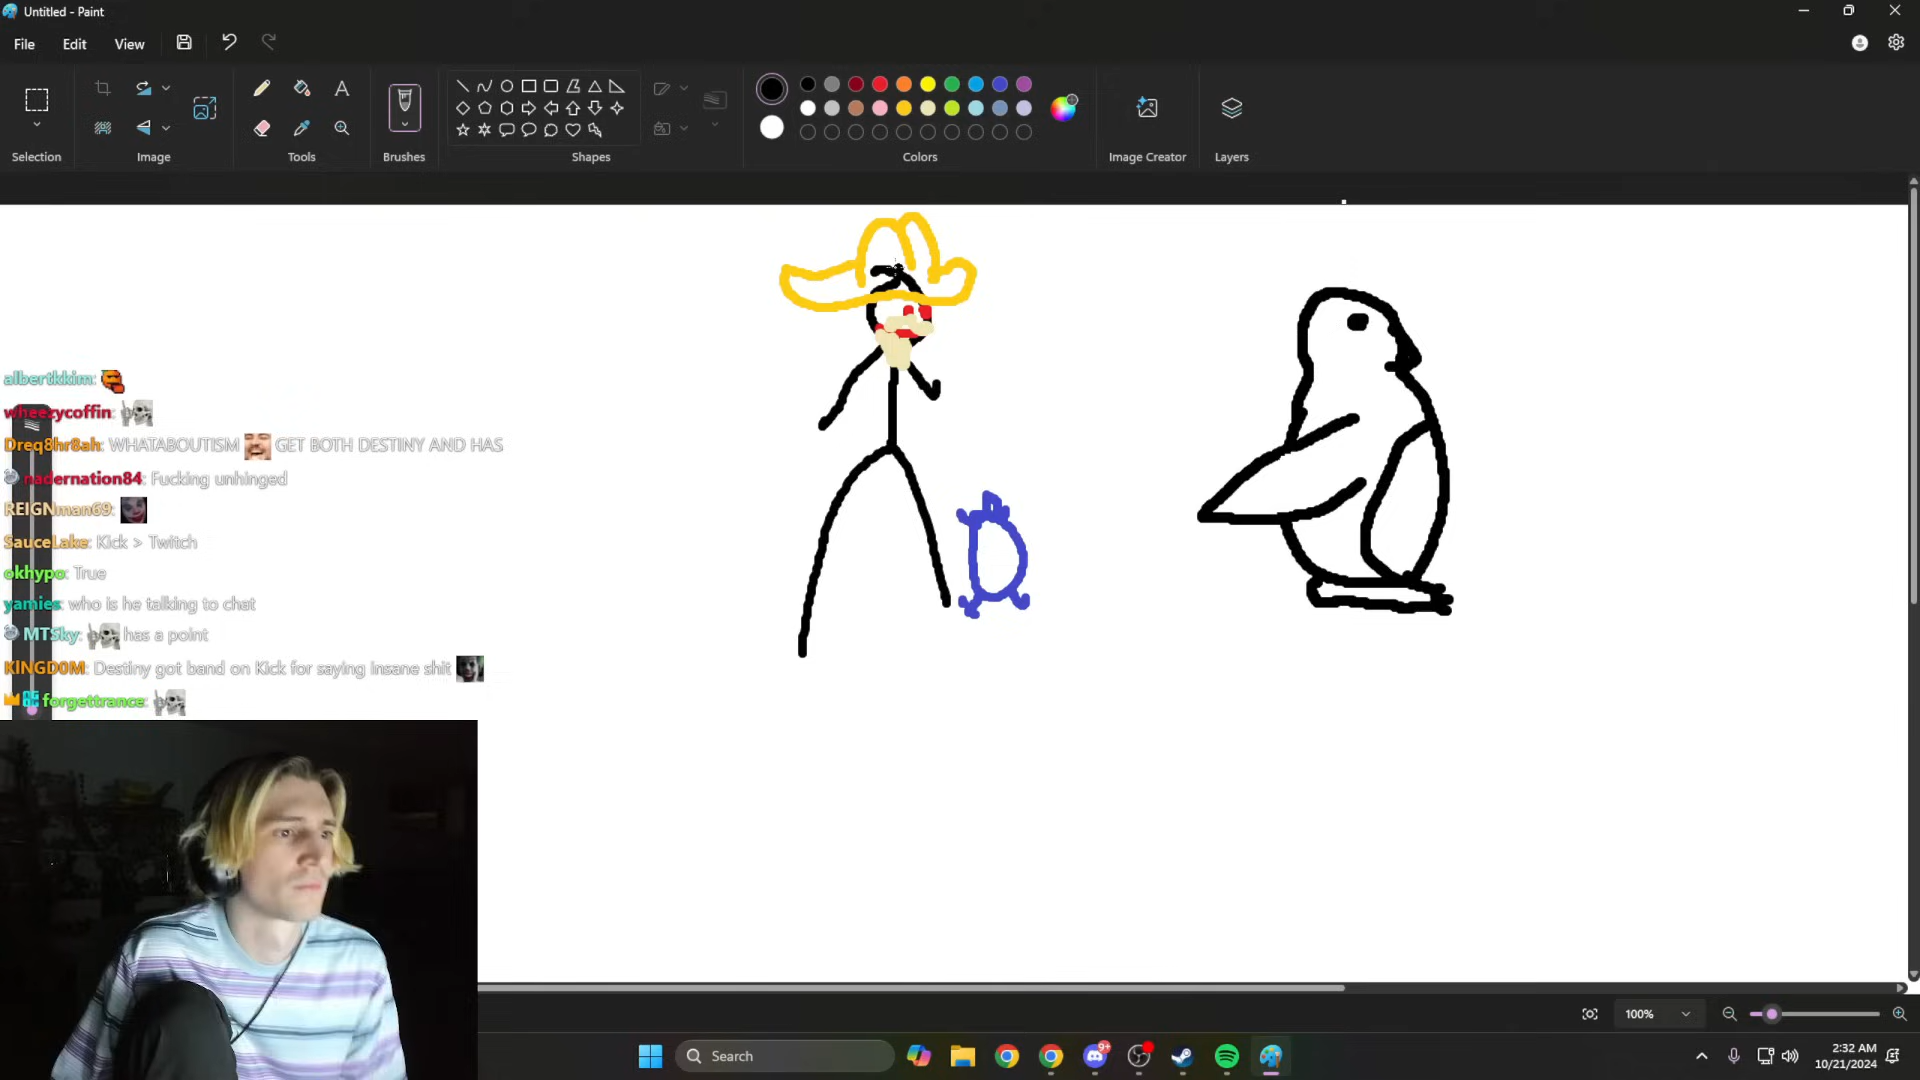 Untitled - Paint
File Edit View
Selection Image Tools Brushes Shapes Colors Image Creator Layers
albertkkim:
wheezycoffin:
Dreq8hr8ah: WHATABOUTISM GET BOTH DESTINY AND HAS
nadernation84: Fucking unhinged
REIGNman69:
SauceLake: Kick > Twitch
okhypo: True
yamies: who is he talking to chat
MTSky: has a point
KINGD0M: Destiny got band on Kick for saying insane shit
forgettrance:
100%
Search
9+
2:32 AM
10/21/2024